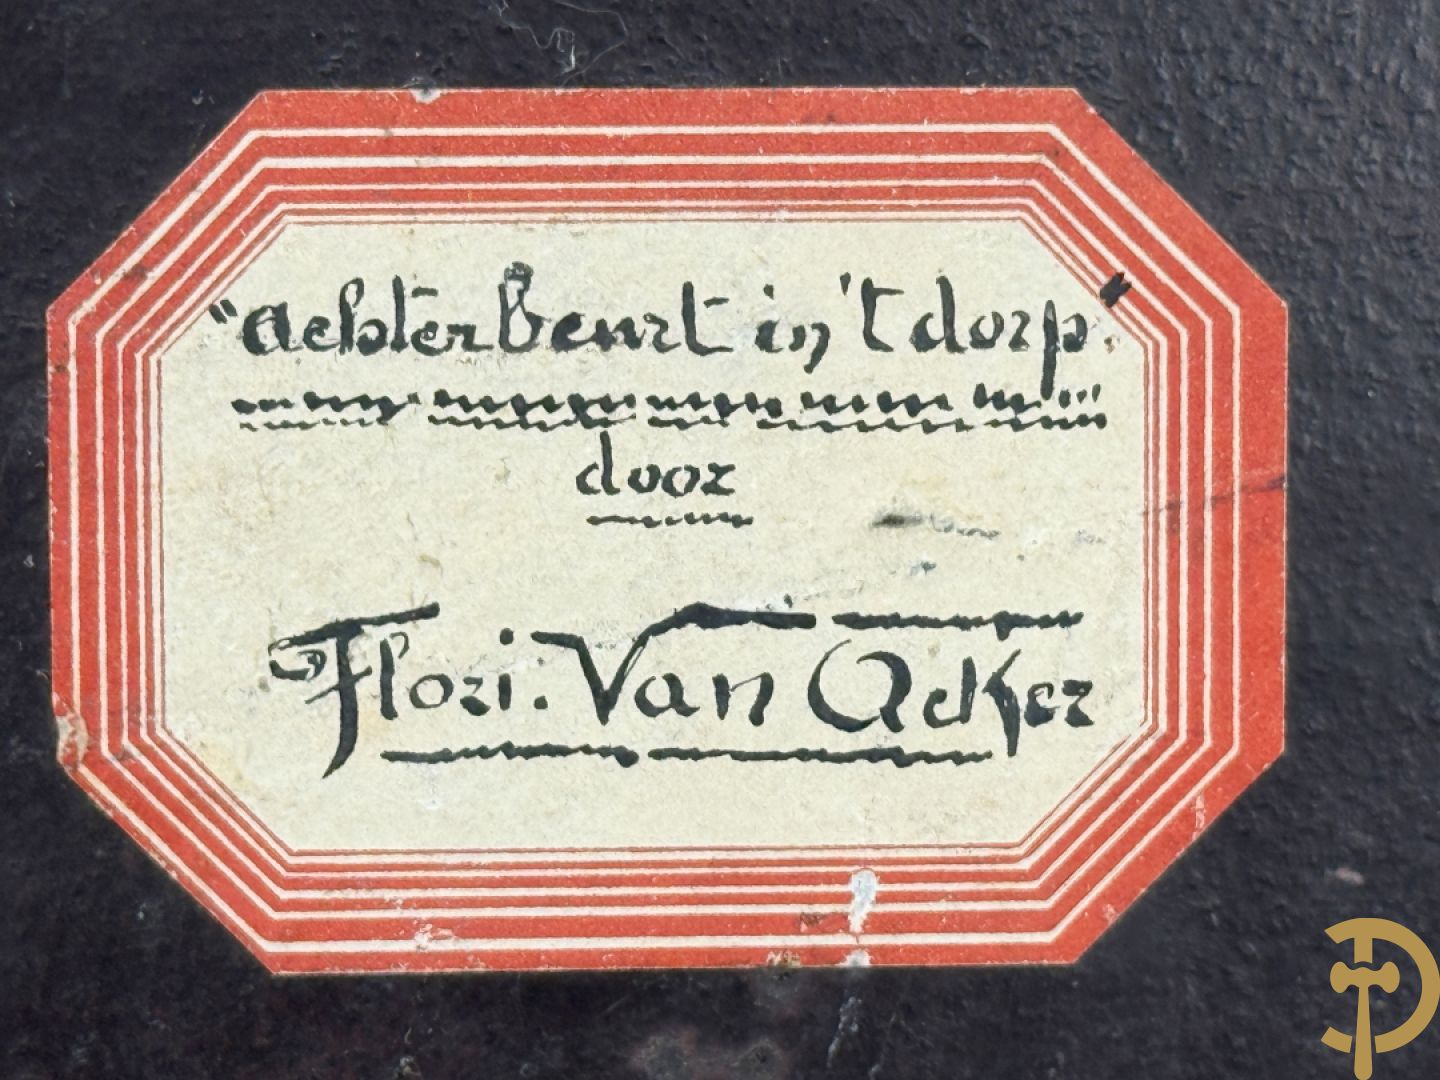 "Achterbeurt in 't dorp."
door
Flori. Van Acker